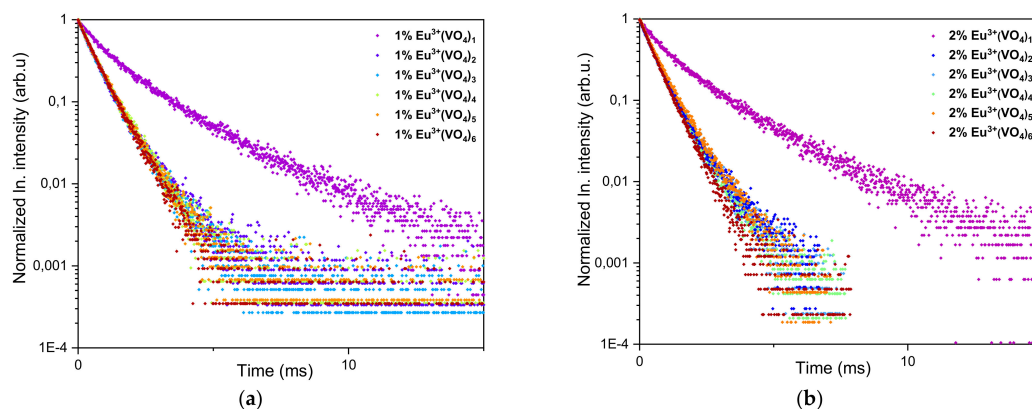 Normalized ln. intensity (arb.u)
1
0,1
0,01
0,001
1E-4
0
10
Time (ms)
1% Eu³⁺(VO₄)₁
1% Eu³⁺(VO₄)₂
1% Eu³⁺(VO₄)₃
1% Eu³⁺(VO₄)₄
1% Eu³⁺(VO₄)₅
1% Eu³⁺(VO₄)₆
(a)
Normalized ln. intensity (arb.u.)
1
0,1
0,01
0,001
1E-4
0
10
Time (ms)
2% Eu³⁺(VO₄)₁
2% Eu³⁺(VO₄)₂
2% Eu³⁺(VO₄)₃
2% Eu³⁺(VO₄)₄
2% Eu³⁺(VO₄)₅
2% Eu³⁺(VO₄)₆
(b)